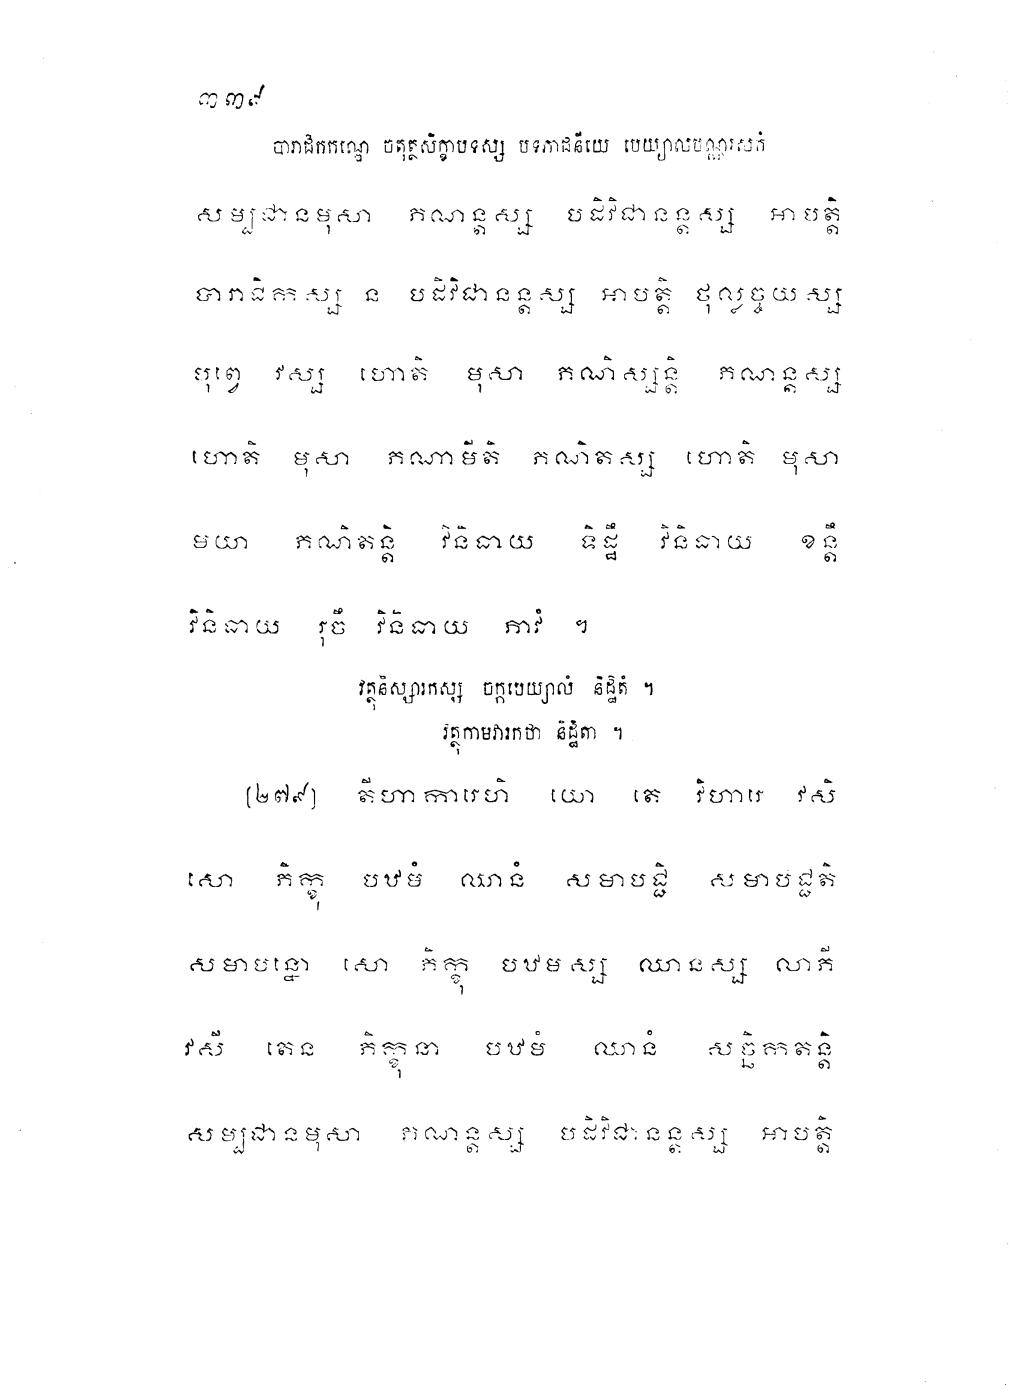 ៣៣៩
បារាជិកកណ្ឌេ ចតុត្ថសិក្ខាបទស្ស បទភាជនីយេ បេយ្យាលបណ្ណរសកំ
សម្បជានមុសា ភណន្តស្ស បដិវិជានន្តស្ស អាបត្តិ
បារាជិកស្ស ន បដិវិជានន្តស្ស អាបត្តិ ថុល្លច្ចយស្ស
បុព្វេ វស្ស ហោតិ មុសា ភណិស្សន្តិ ភណន្តស្ស
ហោតិ មុសា ភណាមីតិ ភណិតស្ស ហោតិ មុសា
មយា ភណិតន្តិ វិនិធាយ ទិដ្ឋឹ វិនិធាយ ខន្តឹ
វិនិធាយ រុចឹ វិនិធាយ ភាវំ ។
វត្ថុនិស្សារកស្ស ចក្កបេយ្យាលំ និដ្ឋិតំ ។
វត្ថុកាមវារកថា និដ្ឋិតា ។
[២៧៩] តីហាការេហិ យោ តេ វិហារេ វសិ
សោ ភិក្ខុ បឋមំ ឈានំ សមាបជ្ជិ សមាបជ្ជតិ
សមាបន្នោ សោ ភិក្ខុ បឋមស្ស ឈានស្ស លាភី
វសី តេន ភិក្ខុនា បឋមំ ឈានំ សច្ឆិកតន្តិ
សម្បជានមុសា ភណន្តស្ស បដិវិជានន្តស្ស អាបត្តិ